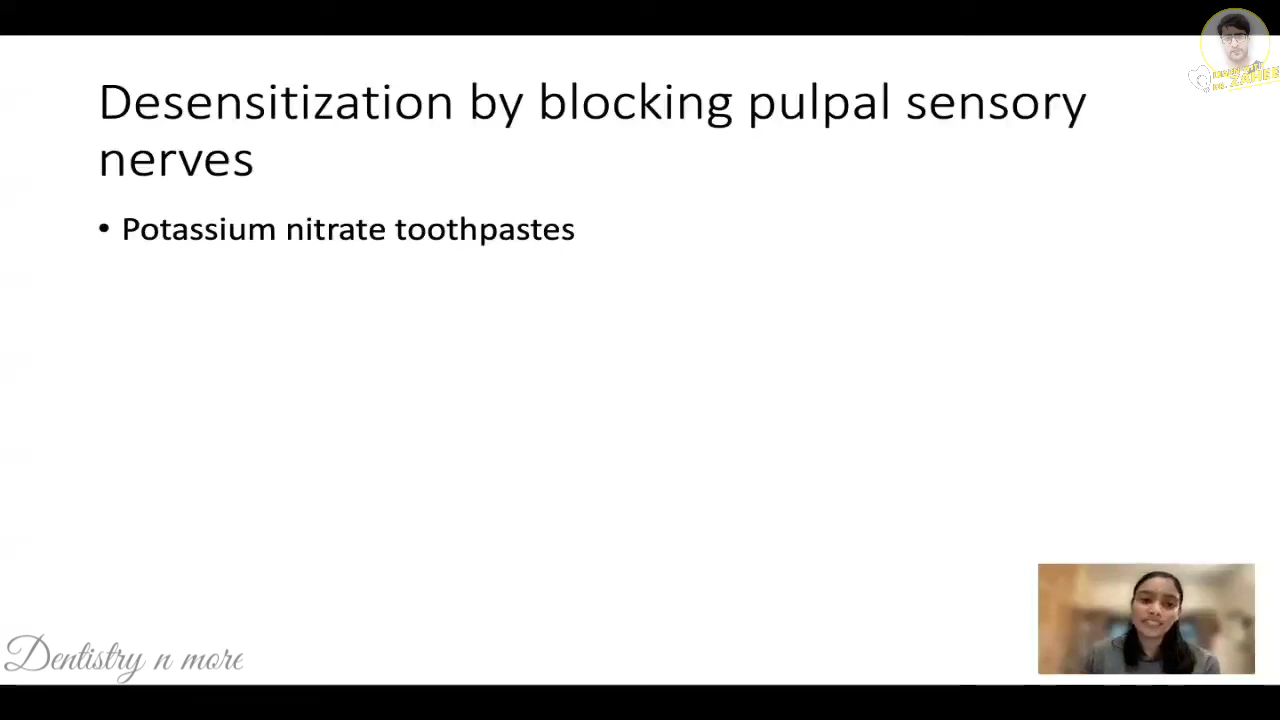 Desensitization by blocking pulpal sensory
nerves
• Potassium nitrate toothpastes
Dentistry n more